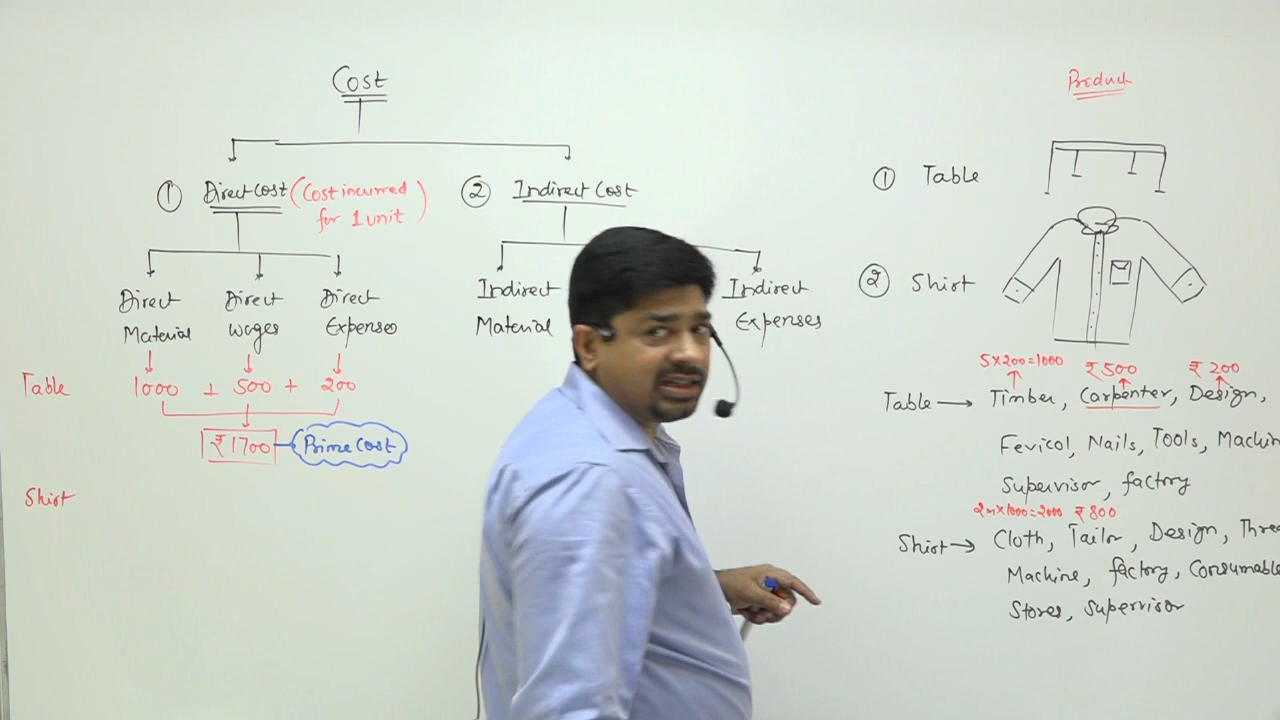 Cost
① Direct cost (Cost incurred for 1 unit)
② Indirect Cost
Direct Material
Direct wages
Direct Expenses
Indirect Material
Indirect Expenses
Table 1000 + 500 + 200
₹1700 Prime Cost
Shirt
Product
① Table
② Shirt
5×200=1000 ₹500 ₹200
Table → Timber, Carpenter, Design,
Fevicol, Nails, Tools, Machin
Supervisor, factory
2m×1000=2000 ₹800
Shirt → Cloth, Tailor, Design, Threa
Machine, factory, Consumable
Stores, Supervisor